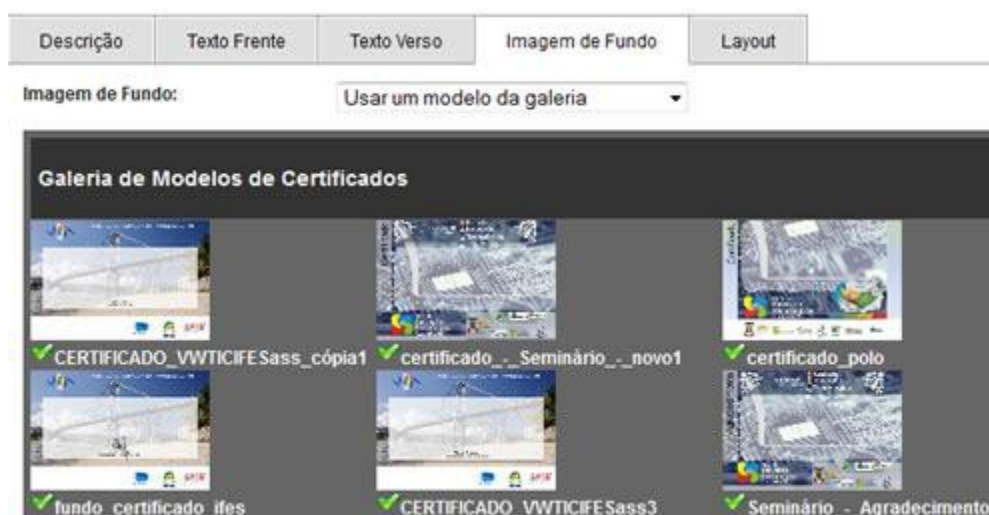 Descrição Texto Frente Texto Verso Imagem de Fundo Layout
Imagem de Fundo: Usar um modelo da galeria
Galeria de Modelos de Certificados
CERTIFICADO_VWTICIFESass_cópia1 certificado_-_Seminàrio_-_novo1 certificado_polo
fundo_certificado_ifes CERTIFICADO_VWTICIFESass3 Seminário_-_Agradecimento